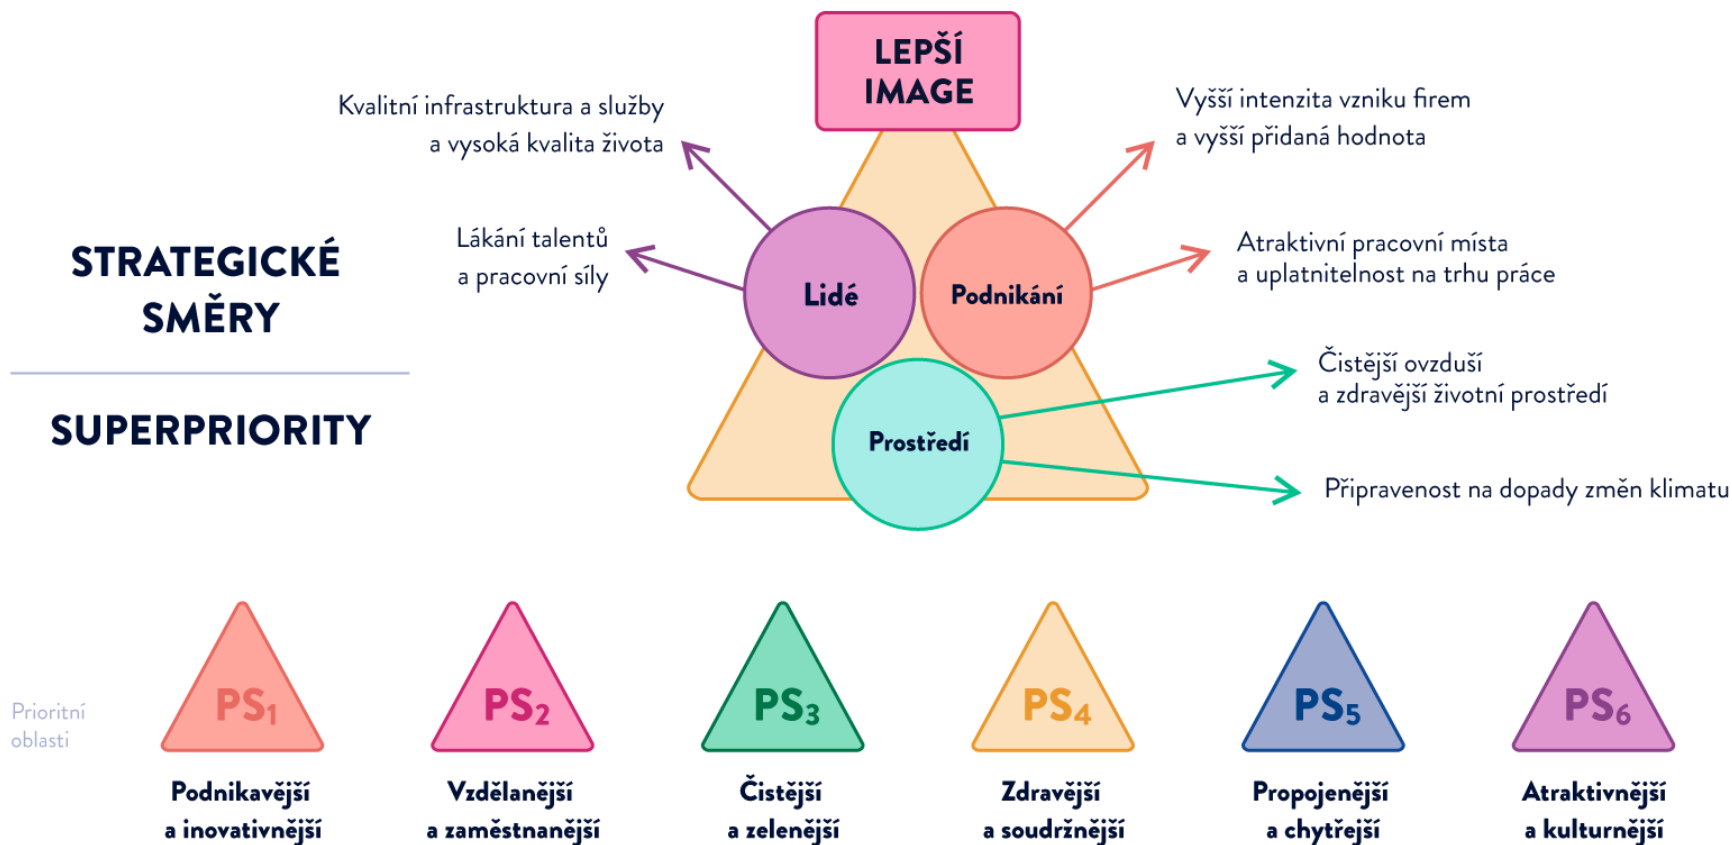 LEPŠÍ
IMAGE
Kvalitní infrastruktura a služby
a vysoká kvalita života
Vyšší intenzita vzniku firem
a vyšší přidaná hodnota
Lákání talentů
a pracovní síly
Atraktivní pracovní místa
a uplatnitelnost na trhu práce
STRATEGICKÉ
SMĚRY
Lidé
Podnikání
Čistější ovzduší
a zdravější životní prostředí
SUPERPRIORITY
Prostředí
Připravenost na dopady změn klimatu
Prioritní
oblasti
PS1
PS2
PS3
PS4
PS5
PS6
Podnikavější
a inovativnější
Vzdělanější
a zaměstnanější
Čistější
a zelenější
Zdravější
a soudržnější
Propojenější
a chytřejší
Atraktivnější
a kulturnější